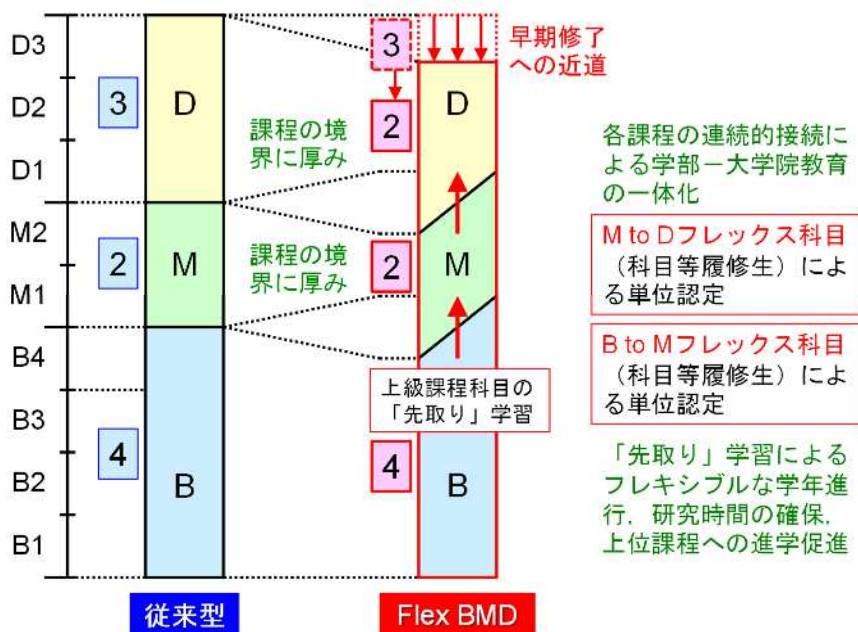 D3
D2
D1
M2
M1
B4
B3
B2
B1
3
2
4
D
M
B
従来型
課程の境
界に厚み
課程の境
界に厚み
3
2
2
4
D
M
B
上級課程科目の
「先取り」学習
Flex BMD
早期修了
への近道
各課程の連続的接続に
よる学部－大学院教育
の一体化
M to Dフレックス科目
（科目等履修生）によ
る単位認定
B to Mフレックス科目
（科目等履修生）によ
る単位認定
「先取り」学習による
フレキシブルな学年進
行，研究時間の確保，
上位課程への進学促進